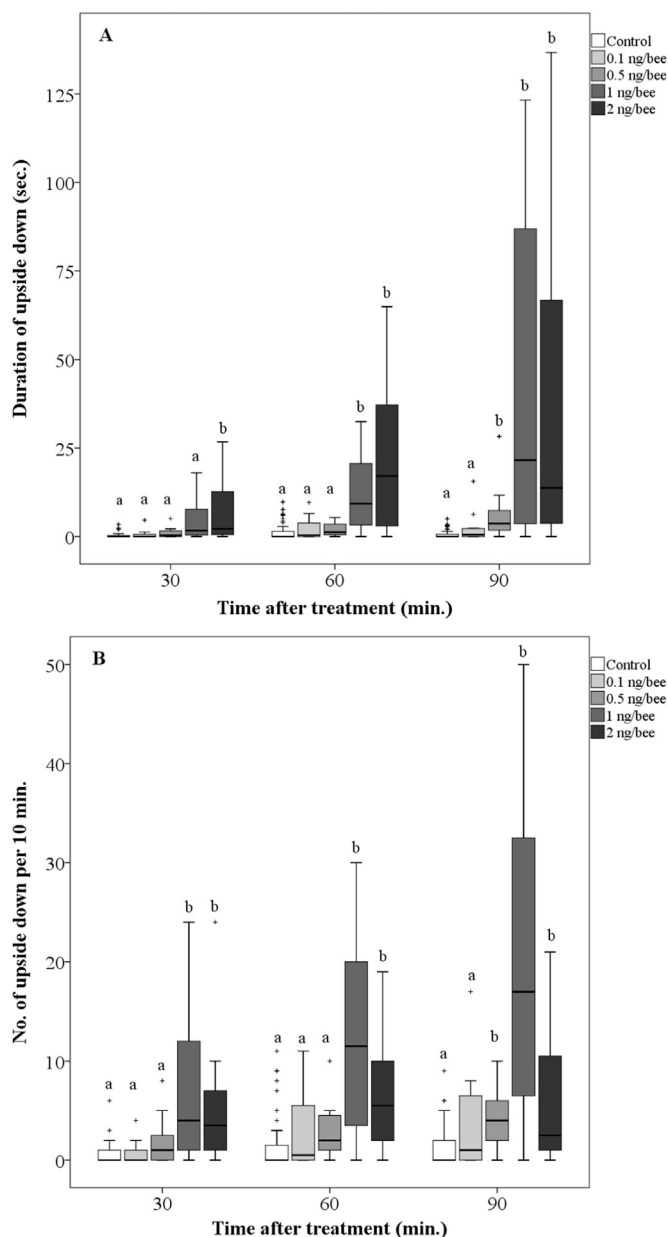 A
Control
0.1 ng/bee
0.5 ng/bee
1 ng/bee
2 ng/bee
Duration of upside down (sec.)
125
100
75
50
25
0
a a a a b
a a a b b
a a b b b
30 60 90
Time after treatment (min.)
B
Control
0.1 ng/bee
0.5 ng/bee
1 ng/bee
2 ng/bee
No. of upside down per 10 min.
50
40
30
20
10
0
a a a b b
a a a b b
a a b b b
30 60 90
Time after treatment (min.)